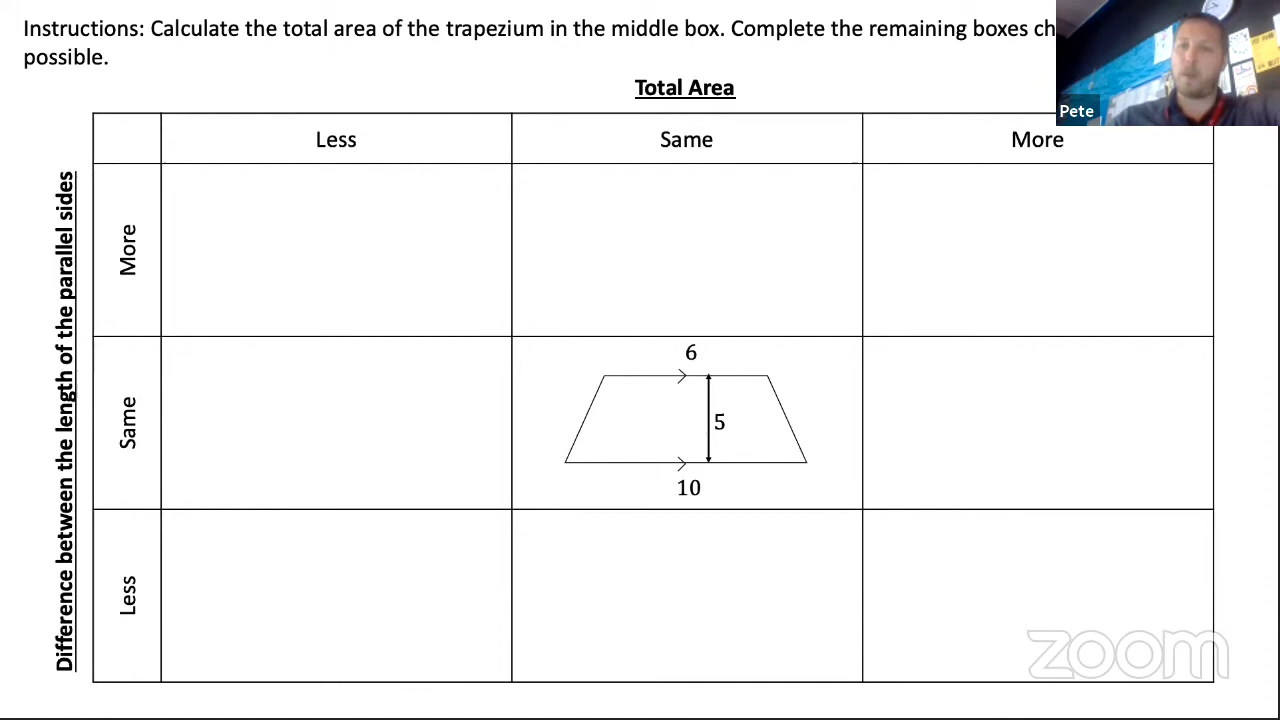 Instructions: Calculate the total area of the trapezium in the middle box. Complete the remaining boxes
possible.
Total Area
Pete
Less
Same
More
Difference between the length of the parallel sides
More
Same
6
5
10
Less
zoom